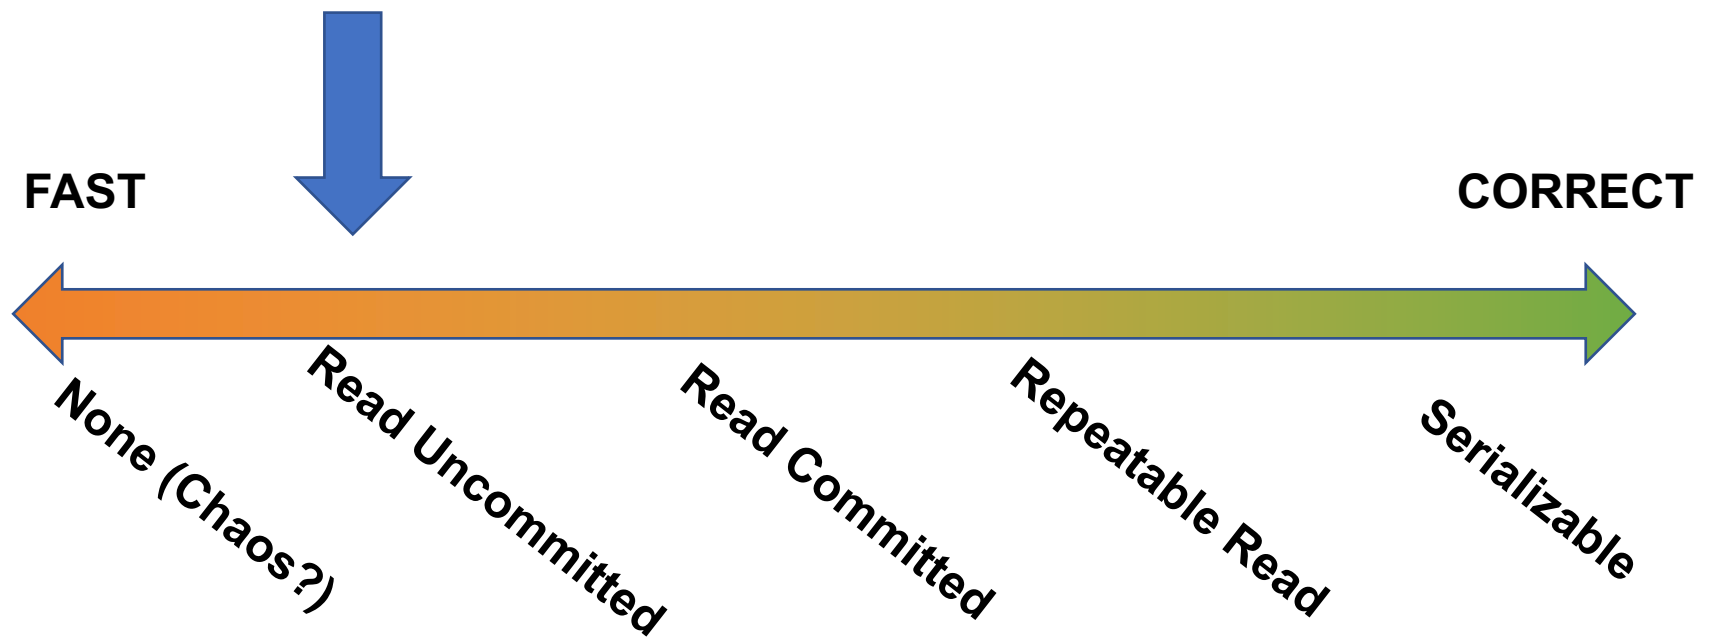 FAST
CORRECT
None (Chaos?)
Read Uncommitted
Read Committed
Repeatable Read
Serializable